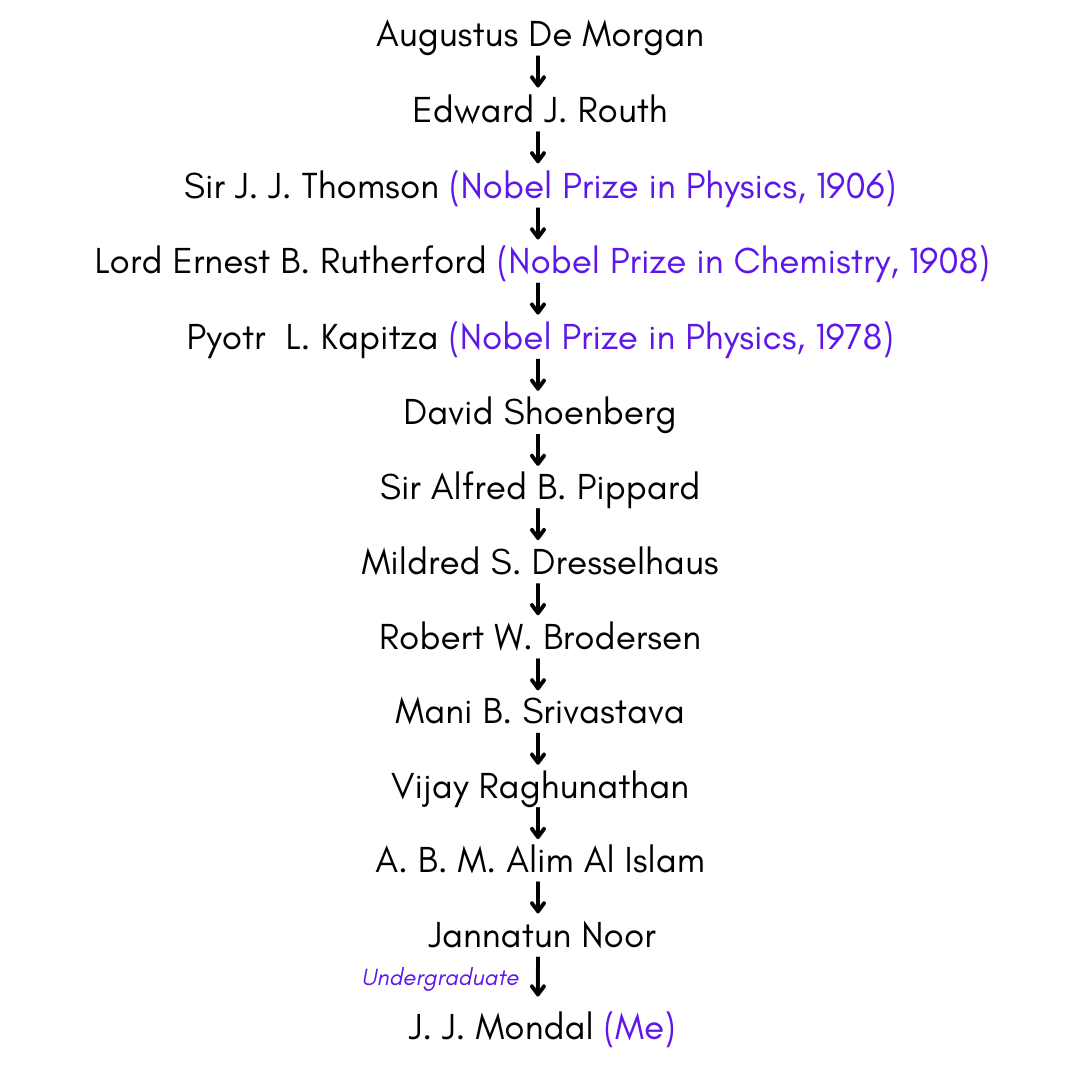 Augustus De Morgan
Edward J. Routh
Sir J. J. Thomson (Nobel Prize in Physics, 1906)
Lord Ernest B. Rutherford (Nobel Prize in Chemistry, 1908)
Pyotr  L. Kapitza (Nobel Prize in Physics, 1978)
David Shoenberg
Sir Alfred B. Pippard
Mildred S. Dresselhaus
Robert W. Brodersen
Mani B. Srivastava
Vijay Raghunathan
A. B. M. Alim Al Islam
Jannatun Noor
Undergraduate
J. J. Mondal (Me)